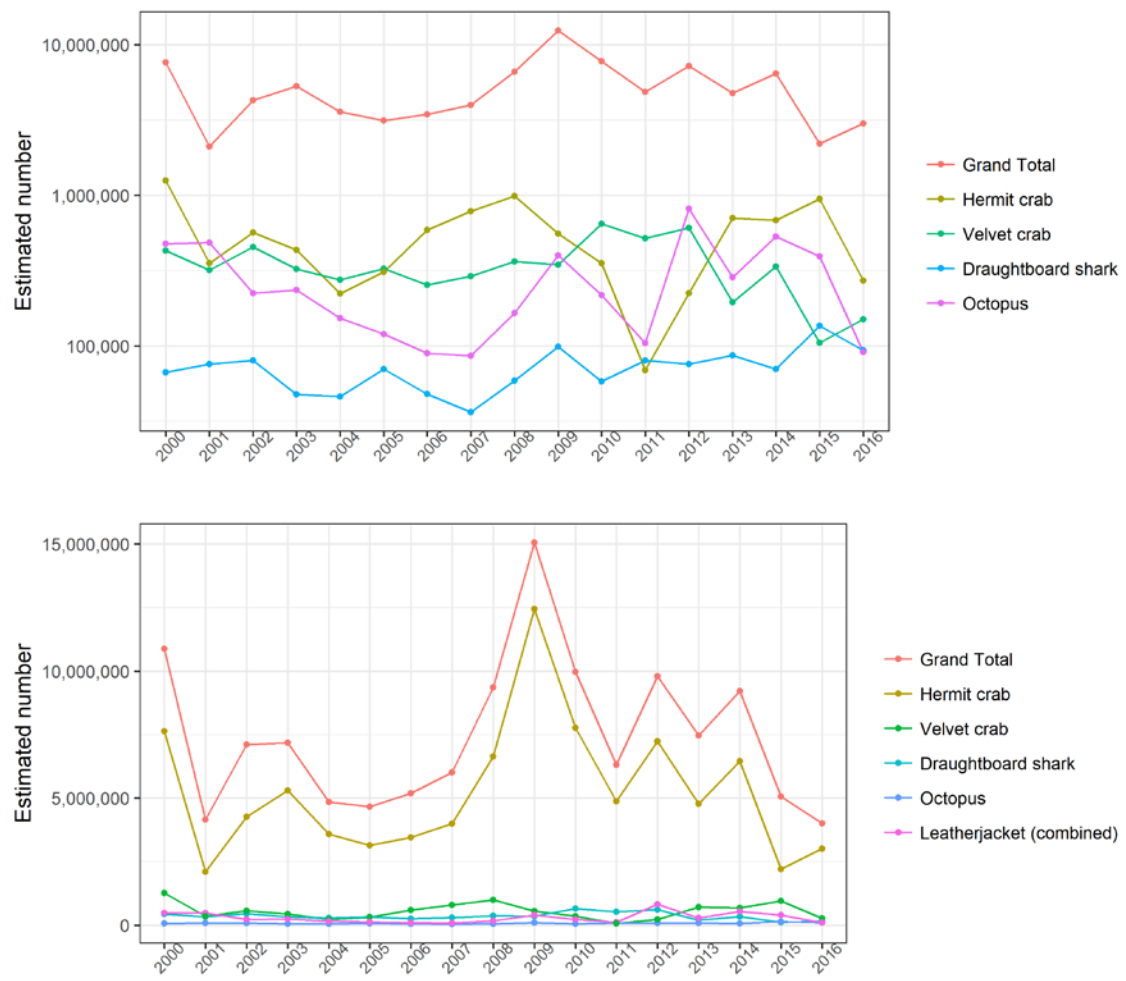 Estimated number
10,000,000
1,000,000
100,000
2000 2001 2002 2003 2004 2005 2006 2007 2008 2009 2010 2011 2012 2013 2014 2015 2016
Grand Total
Hermit crab
Velvet crab
Draughtboard shark
Octopus
Estimated number
15,000,000
10,000,000
5,000,000
0
2000 2001 2002 2003 2004 2005 2006 2007 2008 2009 2010 2011 2012 2013 2014 2015 2016
Grand Total
Hermit crab
Velvet crab
Draughtboard shark
Octopus
Leatherjacket (combined)